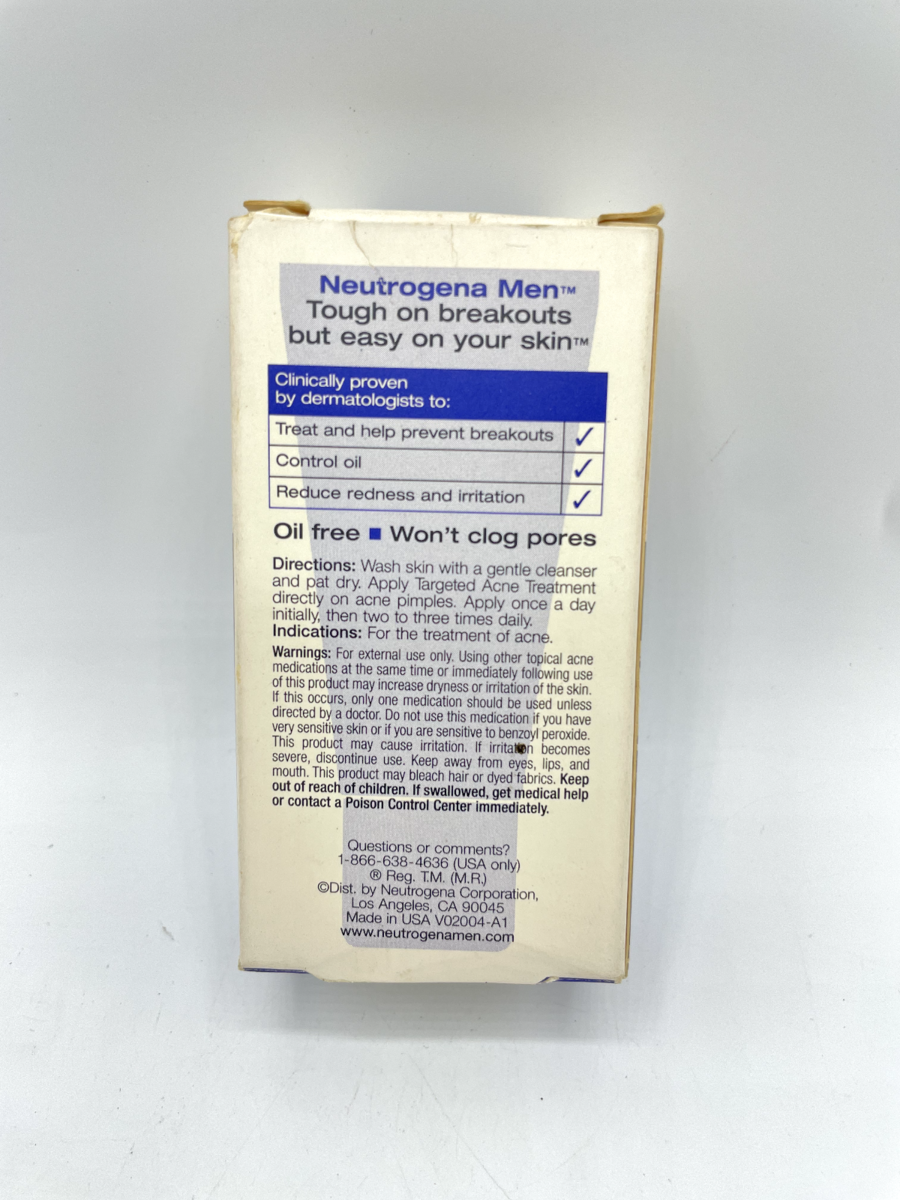 Neutrogena Men™
Tough on breakouts
but easy on your skin™
Clinically proven
by dermatologists to:
Treat and help prevent breakouts ✓
Control oil ✓
Reduce redness and irritation ✓
Oil free ■ Won't clog pores
Directions: Wash skin with a gentle cleanser
and pat dry. Apply Targeted Acne Treatment
directly on acne pimples. Apply once a day
initially, then two to three times daily.
Indications: For the treatment of acne.
Warnings: For external use only. Using other topical acne
medications at the same time or immediately following use
of this product may increase dryness or irritation of the skin.
If this occurs, only one medication should be used unless
directed by a doctor. Do not use this medication if you have
very sensitive skin or if you are sensitive to benzoyl peroxide.
This product may cause irritation. If irritation becomes
severe, discontinue use. Keep away from eyes, lips, and
mouth. This product may bleach hair or dyed fabrics. Keep
out of reach of children. If swallowed, get medical help
or contact a Poison Control Center immediately.
Questions or comments?
1-866-638-4636 (USA only)
® Reg. T.M. (M.R.)
©Dist. by Neutrogena Corporation,
Los Angeles, CA 90045
Made in USA V02004-A1
www.neutrogenamen.com